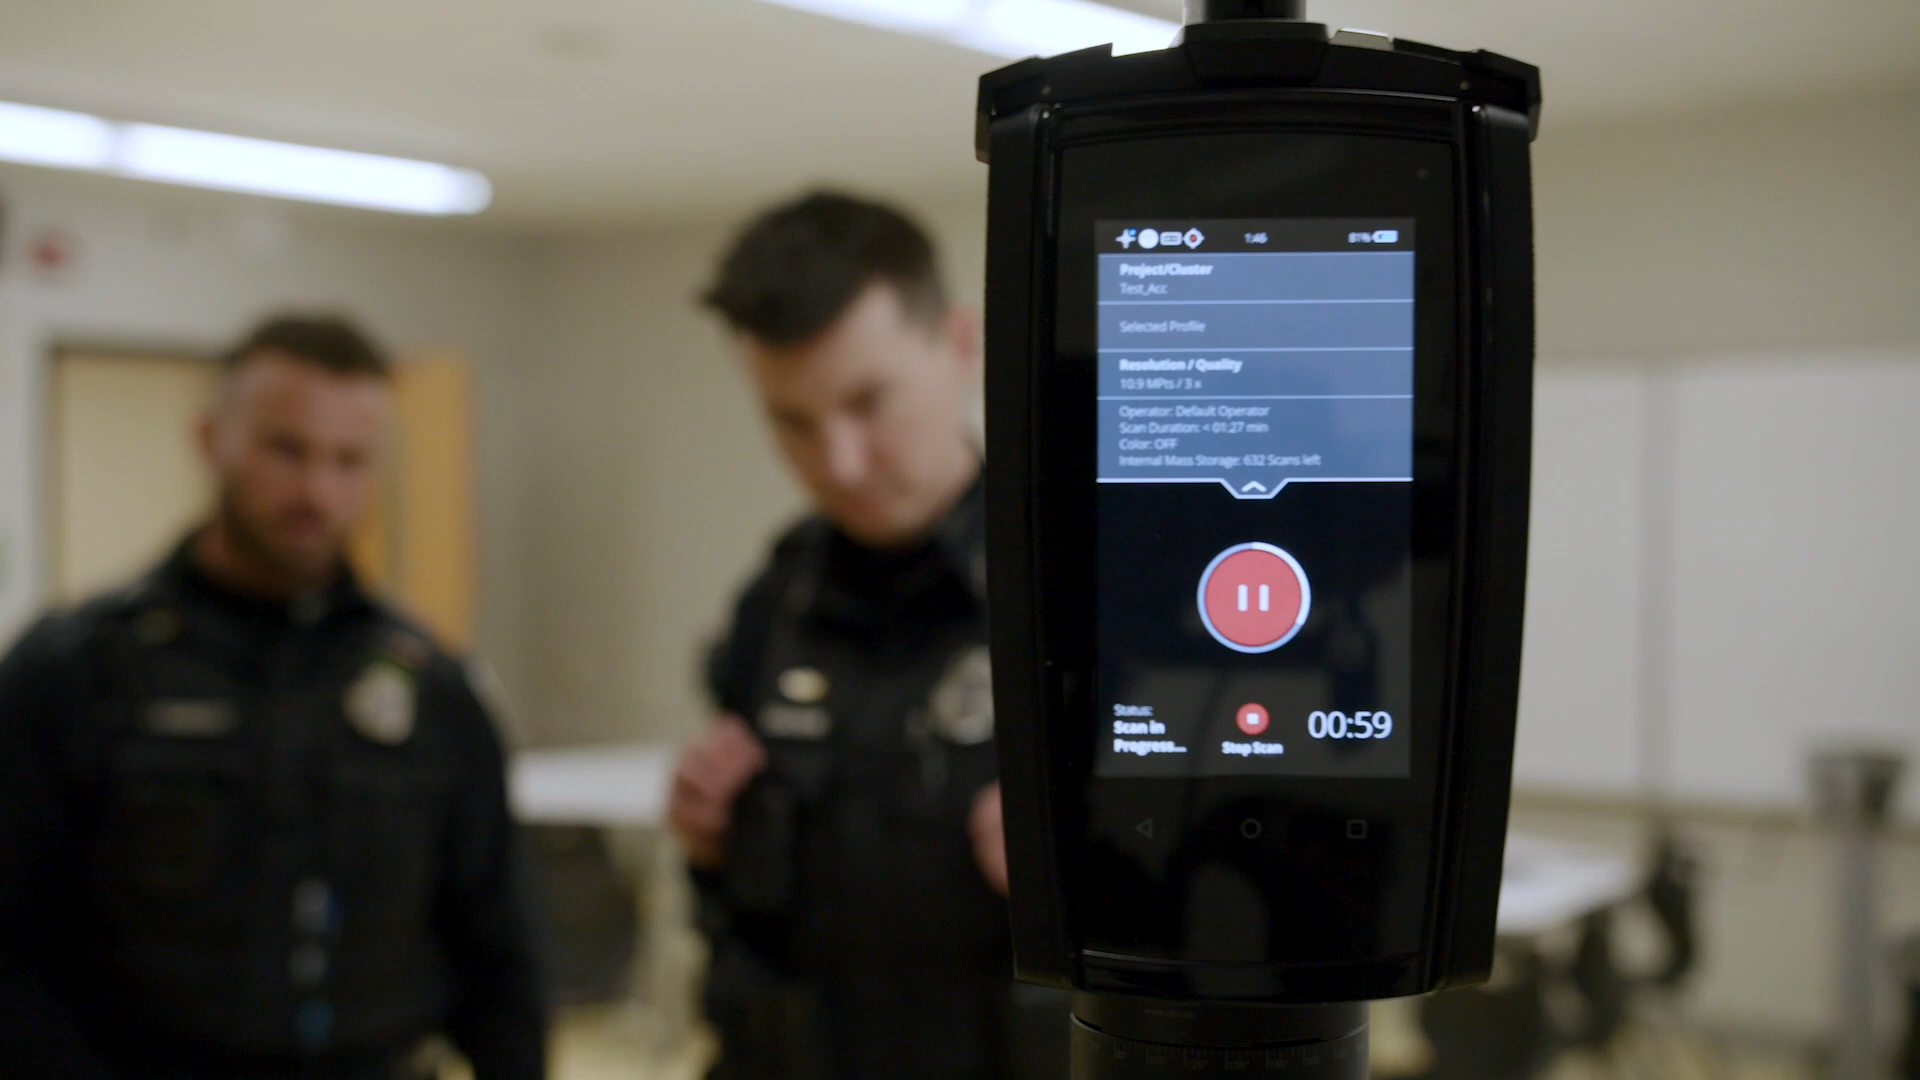 1:46
81%
Project/Cluster
Test_Acc
Selected Profile
Resolution / Quality
10.9 MPts / 3 x
Operator: Default Operator
Scan Duration: < 01:27 min
Color: OFF
Internal Mass Storage: 632 Scans left
Status:
Scan in
Progress...
Stop Scan
00:59